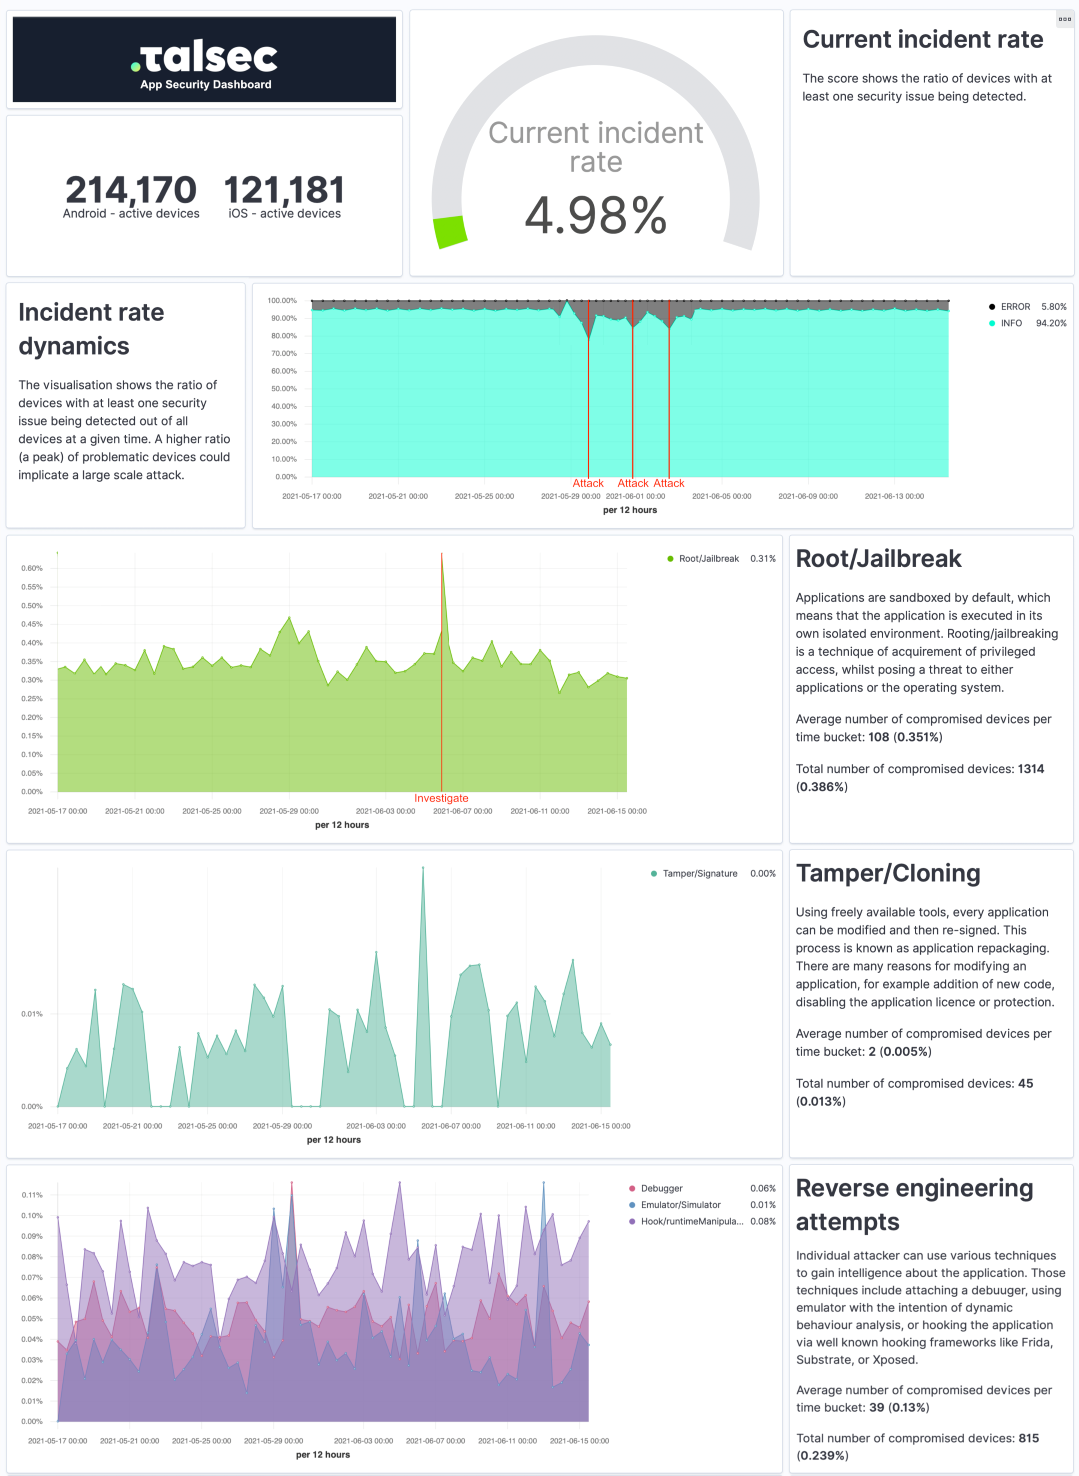 talsec
App Security Dashboard
214,170
Android - active devices
121,181
iOS - active devices
Current incident
rate
4.98%
Current incident rate
The score shows the ratio of devices with at
least one security issue being detected.
Incident rate
dynamics
The visualisation shows the ratio of
devices with at least one security
issue being detected out of all
devices at a given time. A higher ratio
(a peak) of problematic devices could
implicate a large scale attack.
100.00%
90.00%
80.00%
70.00%
60.00%
50.00%
40.00%
30.00%
20.00%
10.00%
0.00%
Attack Attack Attack
2021-05-17 00:00 2021-05-21 00:00 2021-05-25 00:00 2021-05-29 00:00 2021-06-01 00:00 2021-06-05 00:00 2021-06-09 00:00 2021-06-13 00:00
per 12 hours
ERROR 5.80%
INFO 94.20%
0.60%
0.55%
0.50%
0.45%
0.40%
0.35%
0.30%
0.25%
0.20%
0.15%
0.10%
0.05%
0.00%
Investigate
2021-05-17 00:00 2021-05-21 00:00 2021-05-25 00:00 2021-05-29 00:00 2021-06-03 00:00 2021-06-07 00:00 2021-06-11 00:00 2021-06-15 00:00
per 12 hours
Root/Jailbreak 0.31%
Root/Jailbreak
Applications are sandboxed by default, which
means that the application is executed in its
own isolated environment. Rooting/jailbreaking
is a technique of acquirement of privileged
access, whilst posing a threat to either
applications or the operating system.
Average number of compromised devices per
time bucket: 108 (0.351%)
Total number of compromised devices: 1314
(0.386%)
0.01%
0.00%
2021-05-17 00:00 2021-05-21 00:00 2021-05-25 00:00 2021-05-29 00:00 2021-06-03 00:00 2021-06-07 00:00 2021-06-11 00:00 2021-06-15 00:00
per 12 hours
Tamper/Signature 0.00%
Tamper/Cloning
Using freely available tools, every application
can be modified and then re-signed. This
process is known as application repackaging.
There are many reasons for modifying an
application, for example addition of new code,
disabling the application licence or protection.
Average number of compromised devices per
time bucket: 2 (0.005%)
Total number of compromised devices: 45
(0.013%)
0.11%
0.10%
0.09%
0.08%
0.07%
0.06%
0.05%
0.04%
0.03%
0.02%
0.01%
0.00%
2021-05-17 00:00 2021-05-21 00:00 2021-05-25 00:00 2021-05-29 00:00 2021-06-03 00:00 2021-06-07 00:00 2021-06-11 00:00 2021-06-15 00:00
per 12 hours
Debugger 0.06%
Emulator/Simulator 0.01%
Hook/runtimeManipula... 0.08%
Reverse engineering
attempts
Individual attacker can use various techniques
to gain intelligence about the application. Those
techniques include attaching a debuuger, using
emulator with the intention of dynamic
behaviour analysis, or hooking the application
via well known hooking frameworks like Frida,
Substrate, or Xposed.
Average number of compromised devices per
time bucket: 39 (0.13%)
Total number of compromised devices: 815
(0.239%)